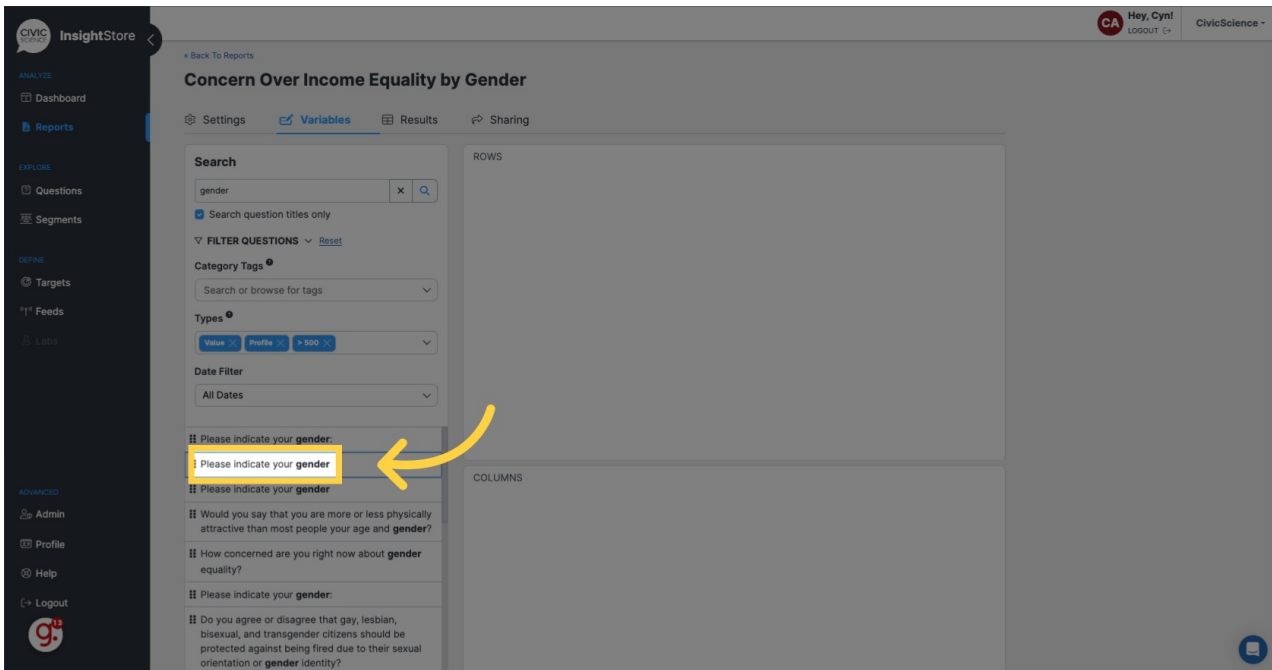 CIVIC
SCIENCE
InsightStore
Hey, Cyn!
CA
LOGOUT
CivicScience
ANALYZE
Dashboard
Reports
EXPLORE
Questions
Segments
DEFINE
Targets
Feeds
Labs
ADVANCED
Admin
Profile
Help
Logout
g.
13
« Back To Reports
Concern Over Income Equality by Gender
Settings
Variables
Results
Sharing
Search
gender
Search question titles only
FILTER QUESTIONS
Reset
Category Tags
Search or browse for tags
Types
Value
Profile
> 500
Date Filter
All Dates
Please indicate your gender:
Please indicate your gender
Please indicate your gender
Would you say that you are more or less physically
attractive than most people your age and gender?
How concerned are you right now about gender
equality?
Please indicate your gender:
Do you agree or disagree that gay, lesbian,
bisexual, and transgender citizens should be
protected against being fired due to their sexual
orientation or gender identity?
ROWS
COLUMNS